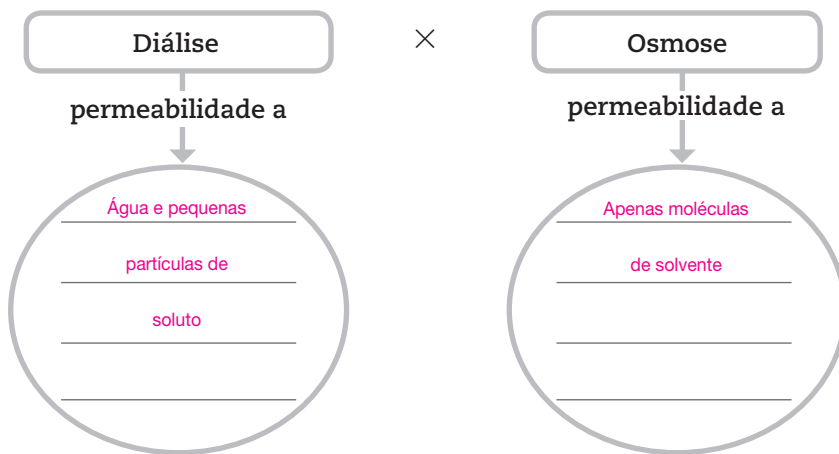 Diálise
×
Osmose
permeabilidade a
permeabilidade a
Água e pequenas
partículas de
soluto
Apenas moléculas
de solvente